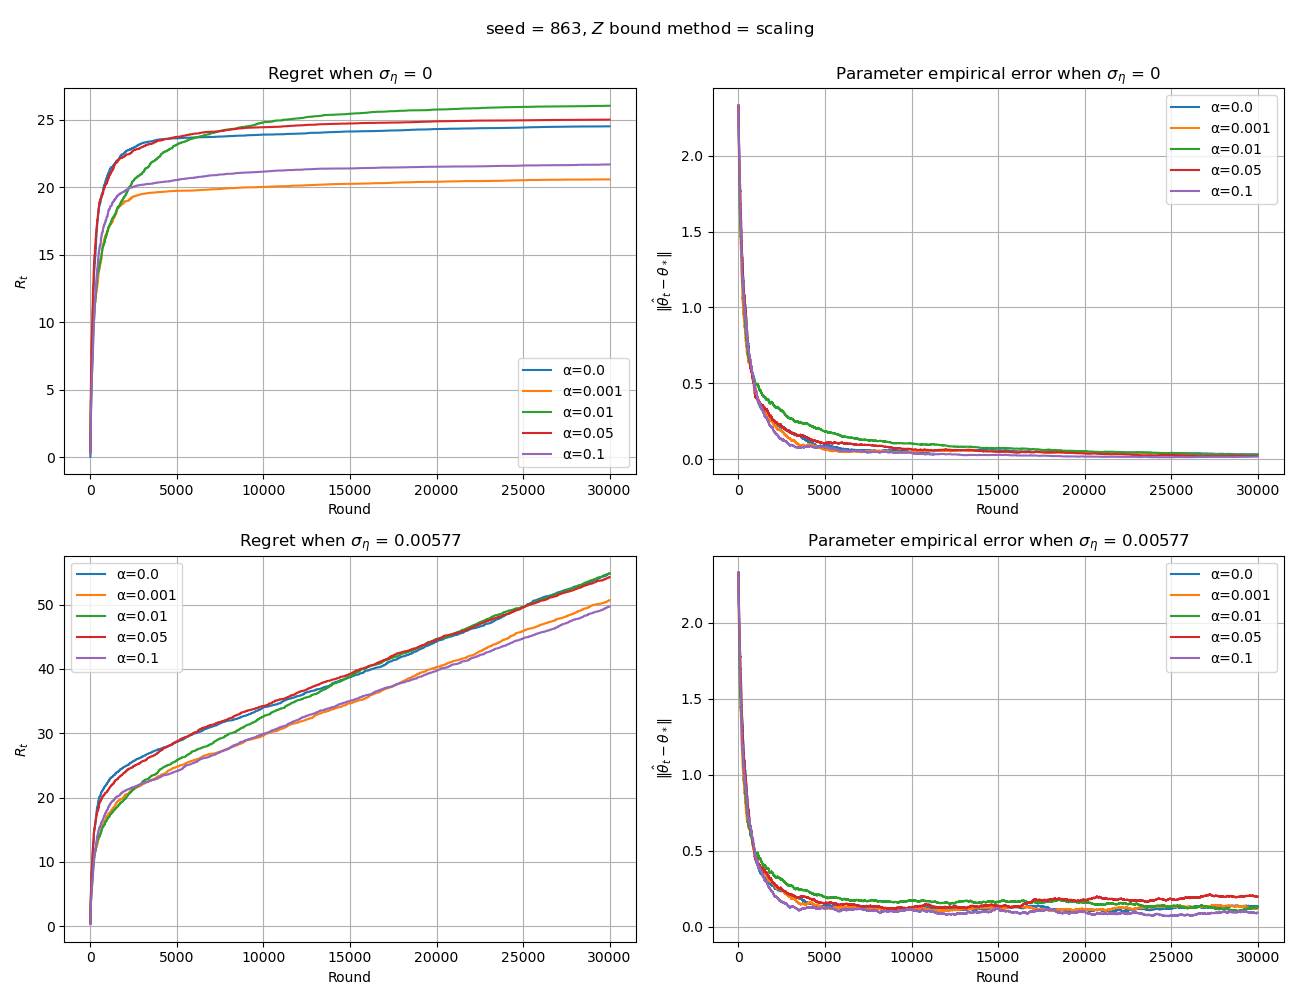 seed = 863, Z bound method = scaling
Regret when σ_η = 0
R_t
25
20
15
10
5
0
0 5000 10000 15000 20000 25000 30000
Round
α=0.0
α=0.001
α=0.01
α=0.05
α=0.1
Parameter empirical error when σ_η = 0
‖θ̂_t − θ_*‖
2.0
1.5
1.0
0.5
0.0
0 5000 10000 15000 20000 25000 30000
Round
α=0.0
α=0.001
α=0.01
α=0.05
α=0.1
Regret when σ_η = 0.00577
R_t
50
40
30
20
10
0
0 5000 10000 15000 20000 25000 30000
Round
α=0.0
α=0.001
α=0.01
α=0.05
α=0.1
Parameter empirical error when σ_η = 0.00577
‖θ̂_t − θ_*‖
2.0
1.5
1.0
0.5
0.0
0 5000 10000 15000 20000 25000 30000
Round
α=0.0
α=0.001
α=0.01
α=0.05
α=0.1